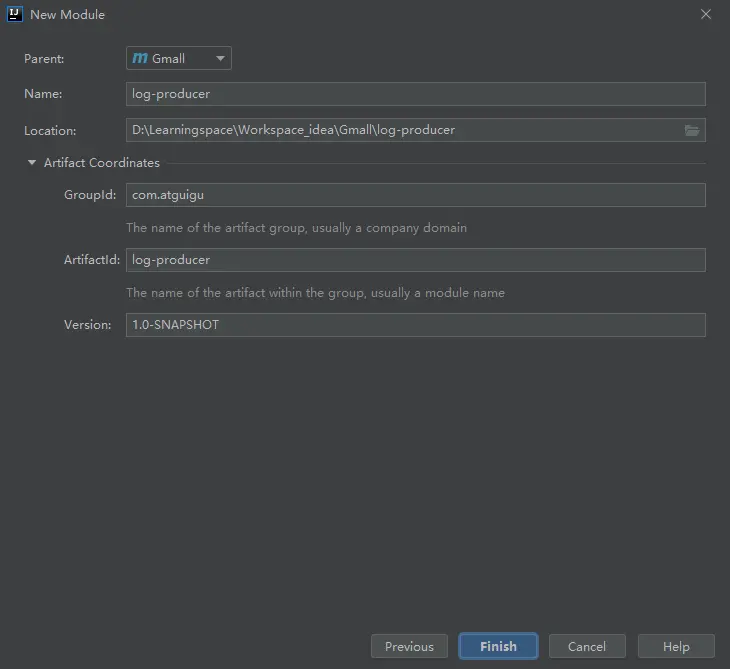 IJ New Module
Parent: m Gmall
Name: log-producer
Location: D:\Learningspace\Workspace_idea\Gmall\log-producer
Artifact Coordinates
GroupId: com.atguigu
The name of the artifact group, usually a company domain
ArtifactId: log-producer
The name of the artifact within the group, usually a module name
Version: 1.0-SNAPSHOT
Previous Finish Cancel Help